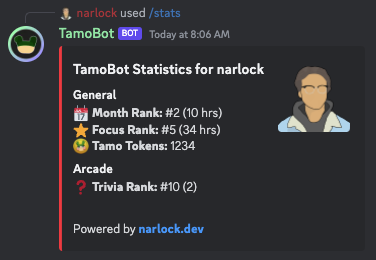 narlock used /stats
TamoBot BOT Today at 8:06 AM
TamoBot Statistics for narlock
General
Month Rank: #2 (10 hrs)
Focus Rank: #5 (34 hrs)
Tamo Tokens: 1234
Arcade
Trivia Rank: #10 (2)
Powered by narlock.dev